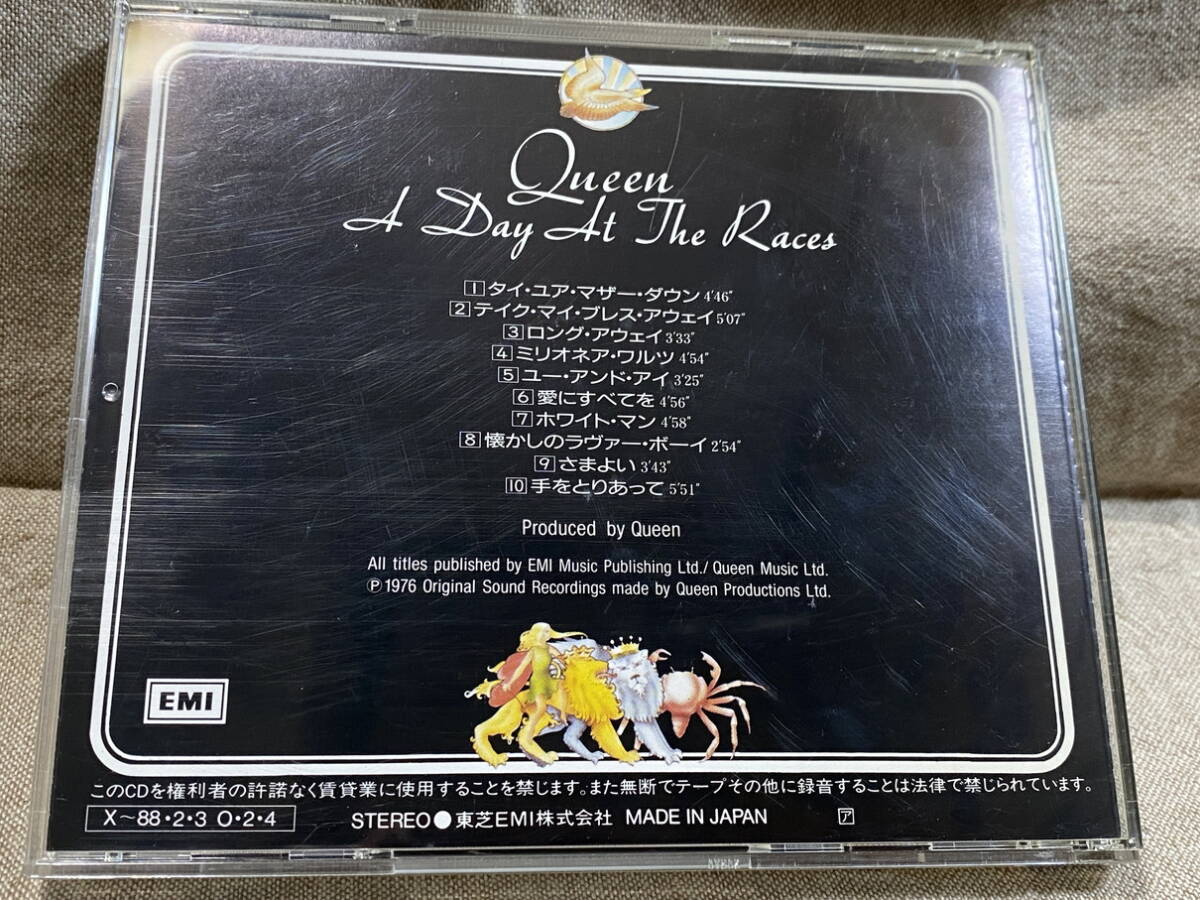 Queen
A Day At The Races
1 タイ・ユア・マザー・ダウン 4'46"
2 テイク・マイ・ブレス・アウェイ 5'07"
3 ロング・アウェイ 3'33"
4 ミリオネア・ワルツ 4'54"
5 ユー・アンド・アイ 3'25"
6 愛にすべてを 4'56"
7 ホワイト・マン 4'58"
8 懐かしのラヴァー・ボーイ 2'54"
9 さまよい 3'43"
10 手をとりあって 5'51"
Produced by Queen
All titles published by EMI Music Publishing Ltd./ Queen Music Ltd.
Ⓟ 1976 Original Sound Recordings made by Queen Productions Ltd.
EMI
このCDを権利者の許諾なく賃貸業に使用することを禁じます。また無断でテープその他に録音することは法律で禁じられています。
X〜88・2・3 O・2・4
STEREO●東芝EMI株式会社 MADE IN JAPAN ア